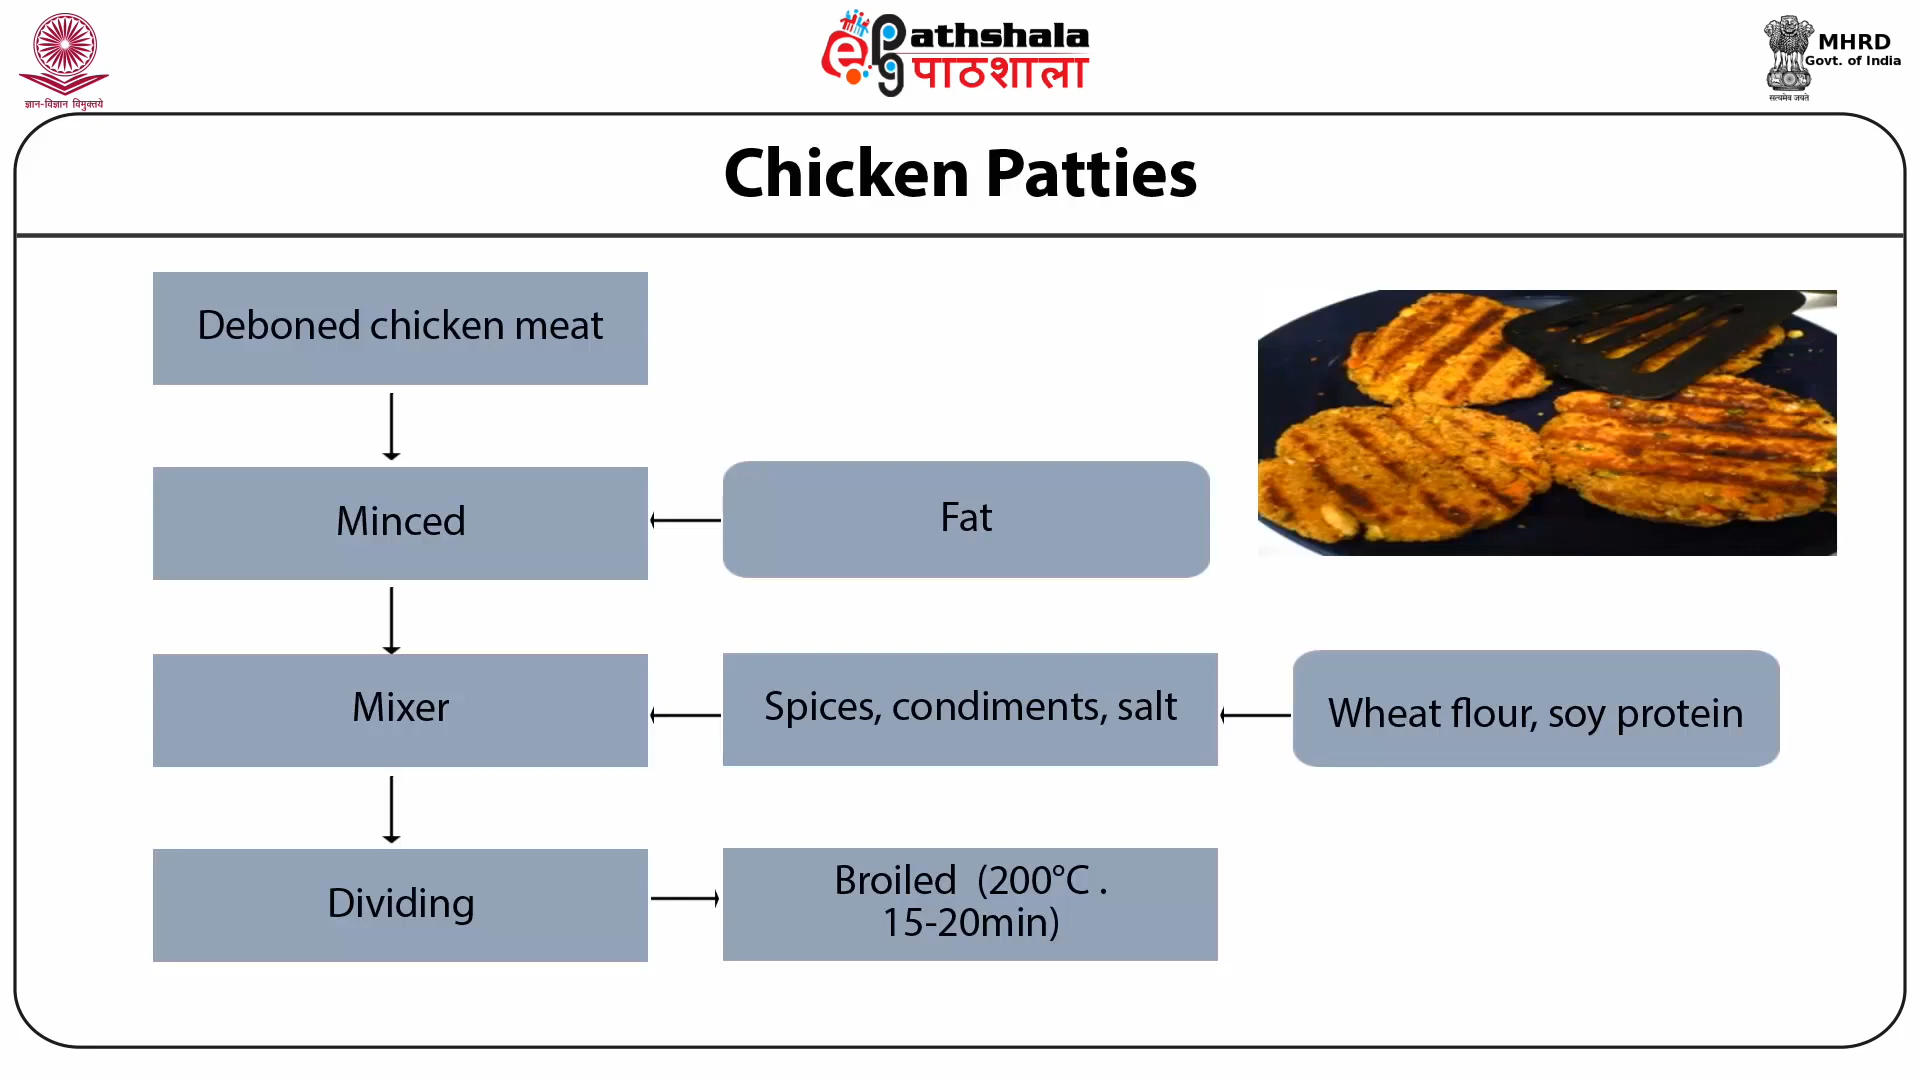 ज्ञान-विज्ञान विमुक्तये
e Pathshala
पाठशाला
MHRD
Govt. of India
सत्यमेव जयते
Chicken Patties
Deboned chicken meat
Minced
Fat
Mixer
Spices, condiments, salt
Wheat flour, soy protein
Dividing
Broiled (200°C .
15-20min)